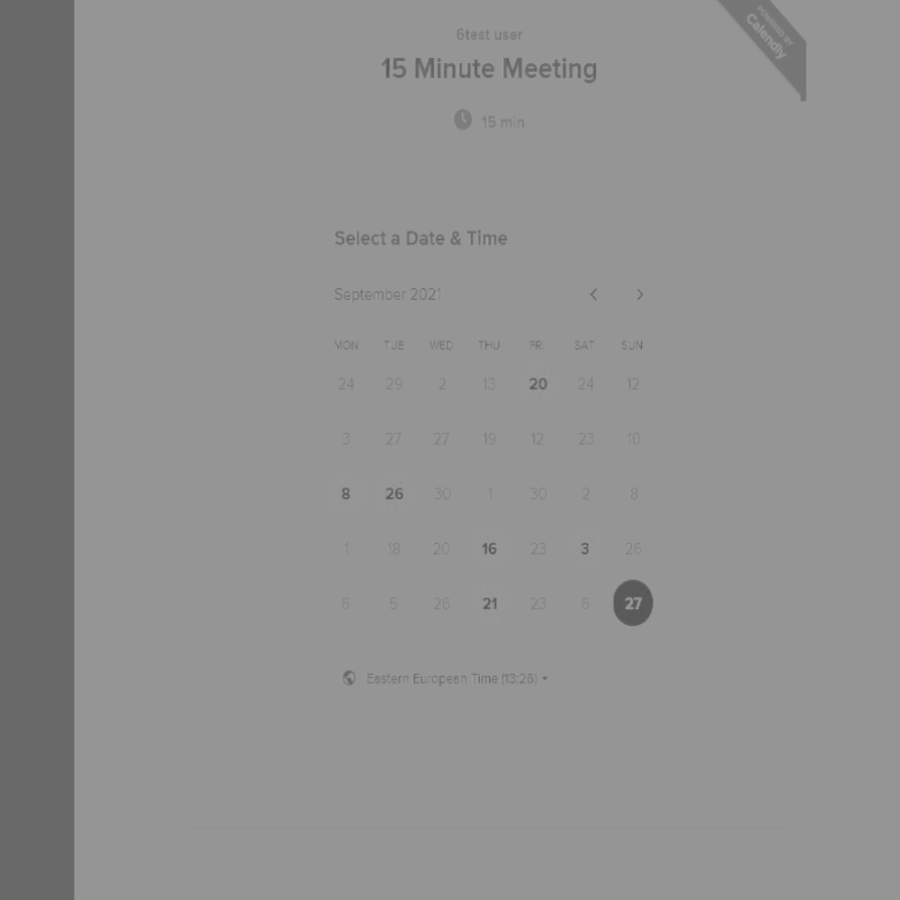 POWERED BY
Calendly
6test user
15 Minute Meeting
15 min
Select a Date & Time
September 2021
MON TUE WED THU FRI SAT SUN
24 29 2 13 20 24 12
3 27 27 19 12 23 10
8 26 30 1 30 2 8
1 18 20 16 23 3 26
6 5 26 21 23 6 27
Eastern European Time (13:26)